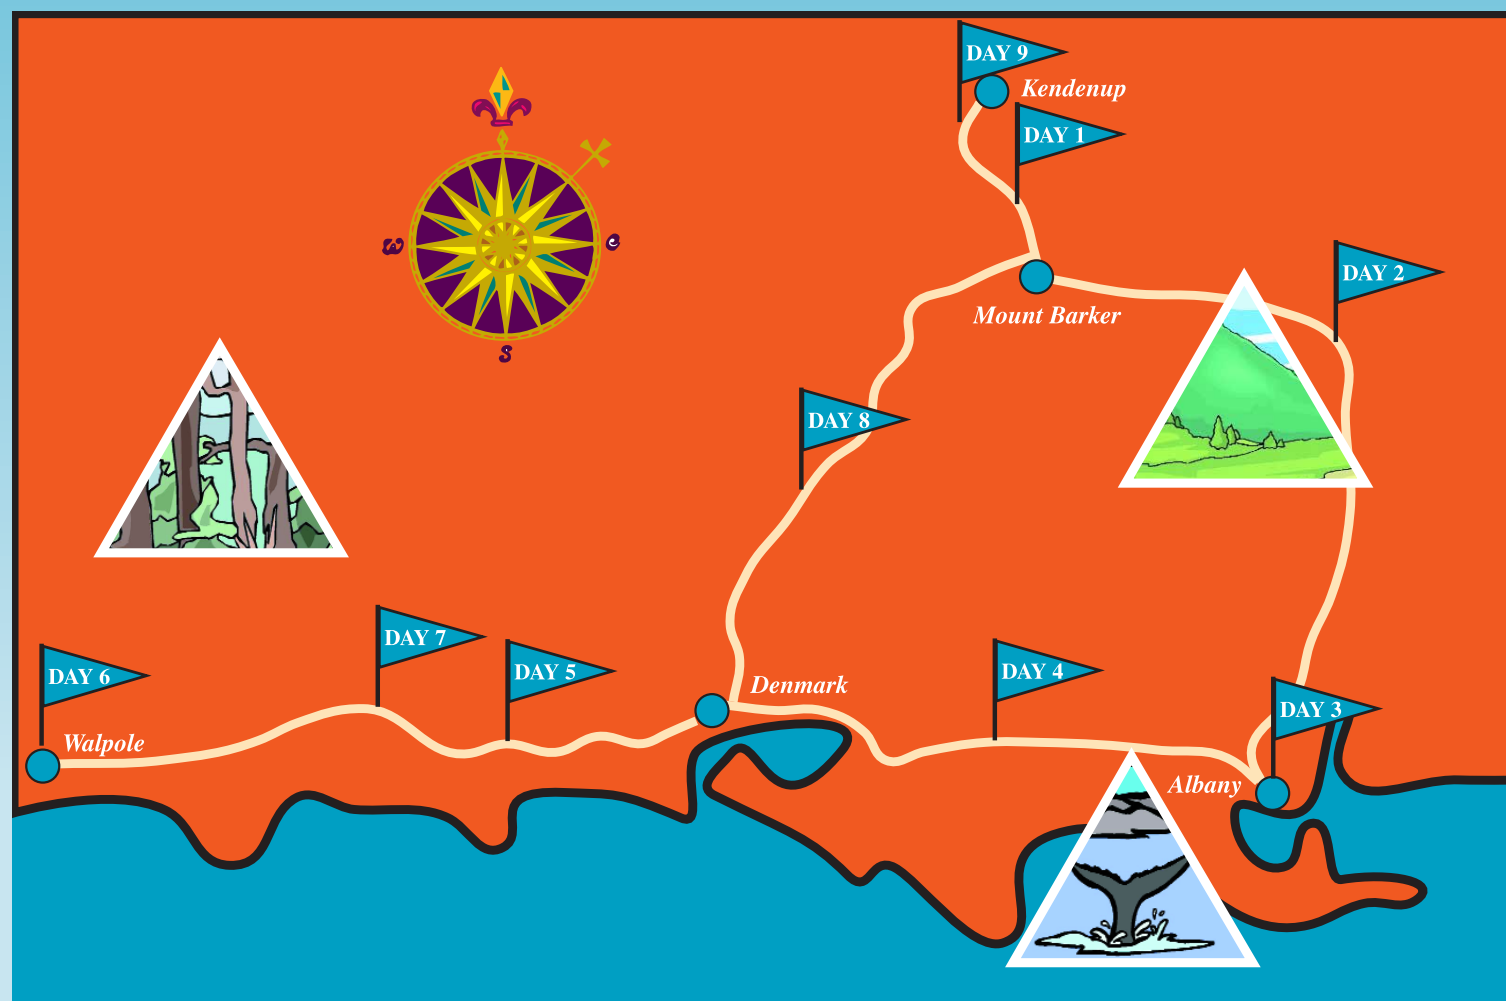 DAY 9
Kendenup
DAY 1
W
e
DAY 2
Mount Barker
s
DAY 8
DAY 7
DAY 6
DAY 5
DAY 4
Denmark
DAY 3
Walpole
Albany